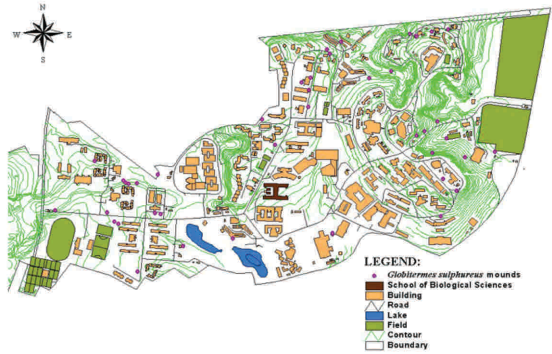 N
W E
S
LEGEND:
Globitermes sulphureus mounds
School of Biological Sciences
Building
Road
Lake
Field
Contour
Boundary